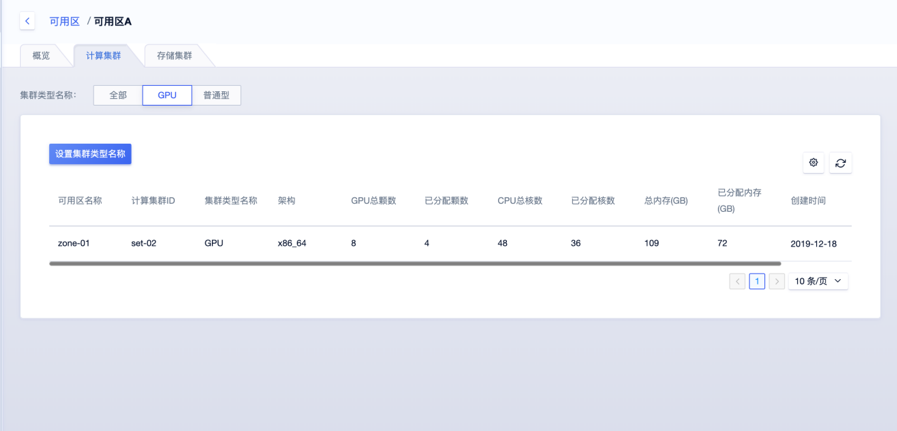 可用区 / 可用区A
概览 计算集群 存储集群
集群类型名称： 全部 GPU 普通型
设置集群类型名称
可用区名称 计算集群ID 集群类型名称 架构 GPU总颗数 已分配颗数 CPU总核数 已分配核数 总内存(GB) 已分配内存(GB) 创建时间
zone-01 set-02 GPU x86_64 8 4 48 36 109 72 2019-12-18
1 10 条/页